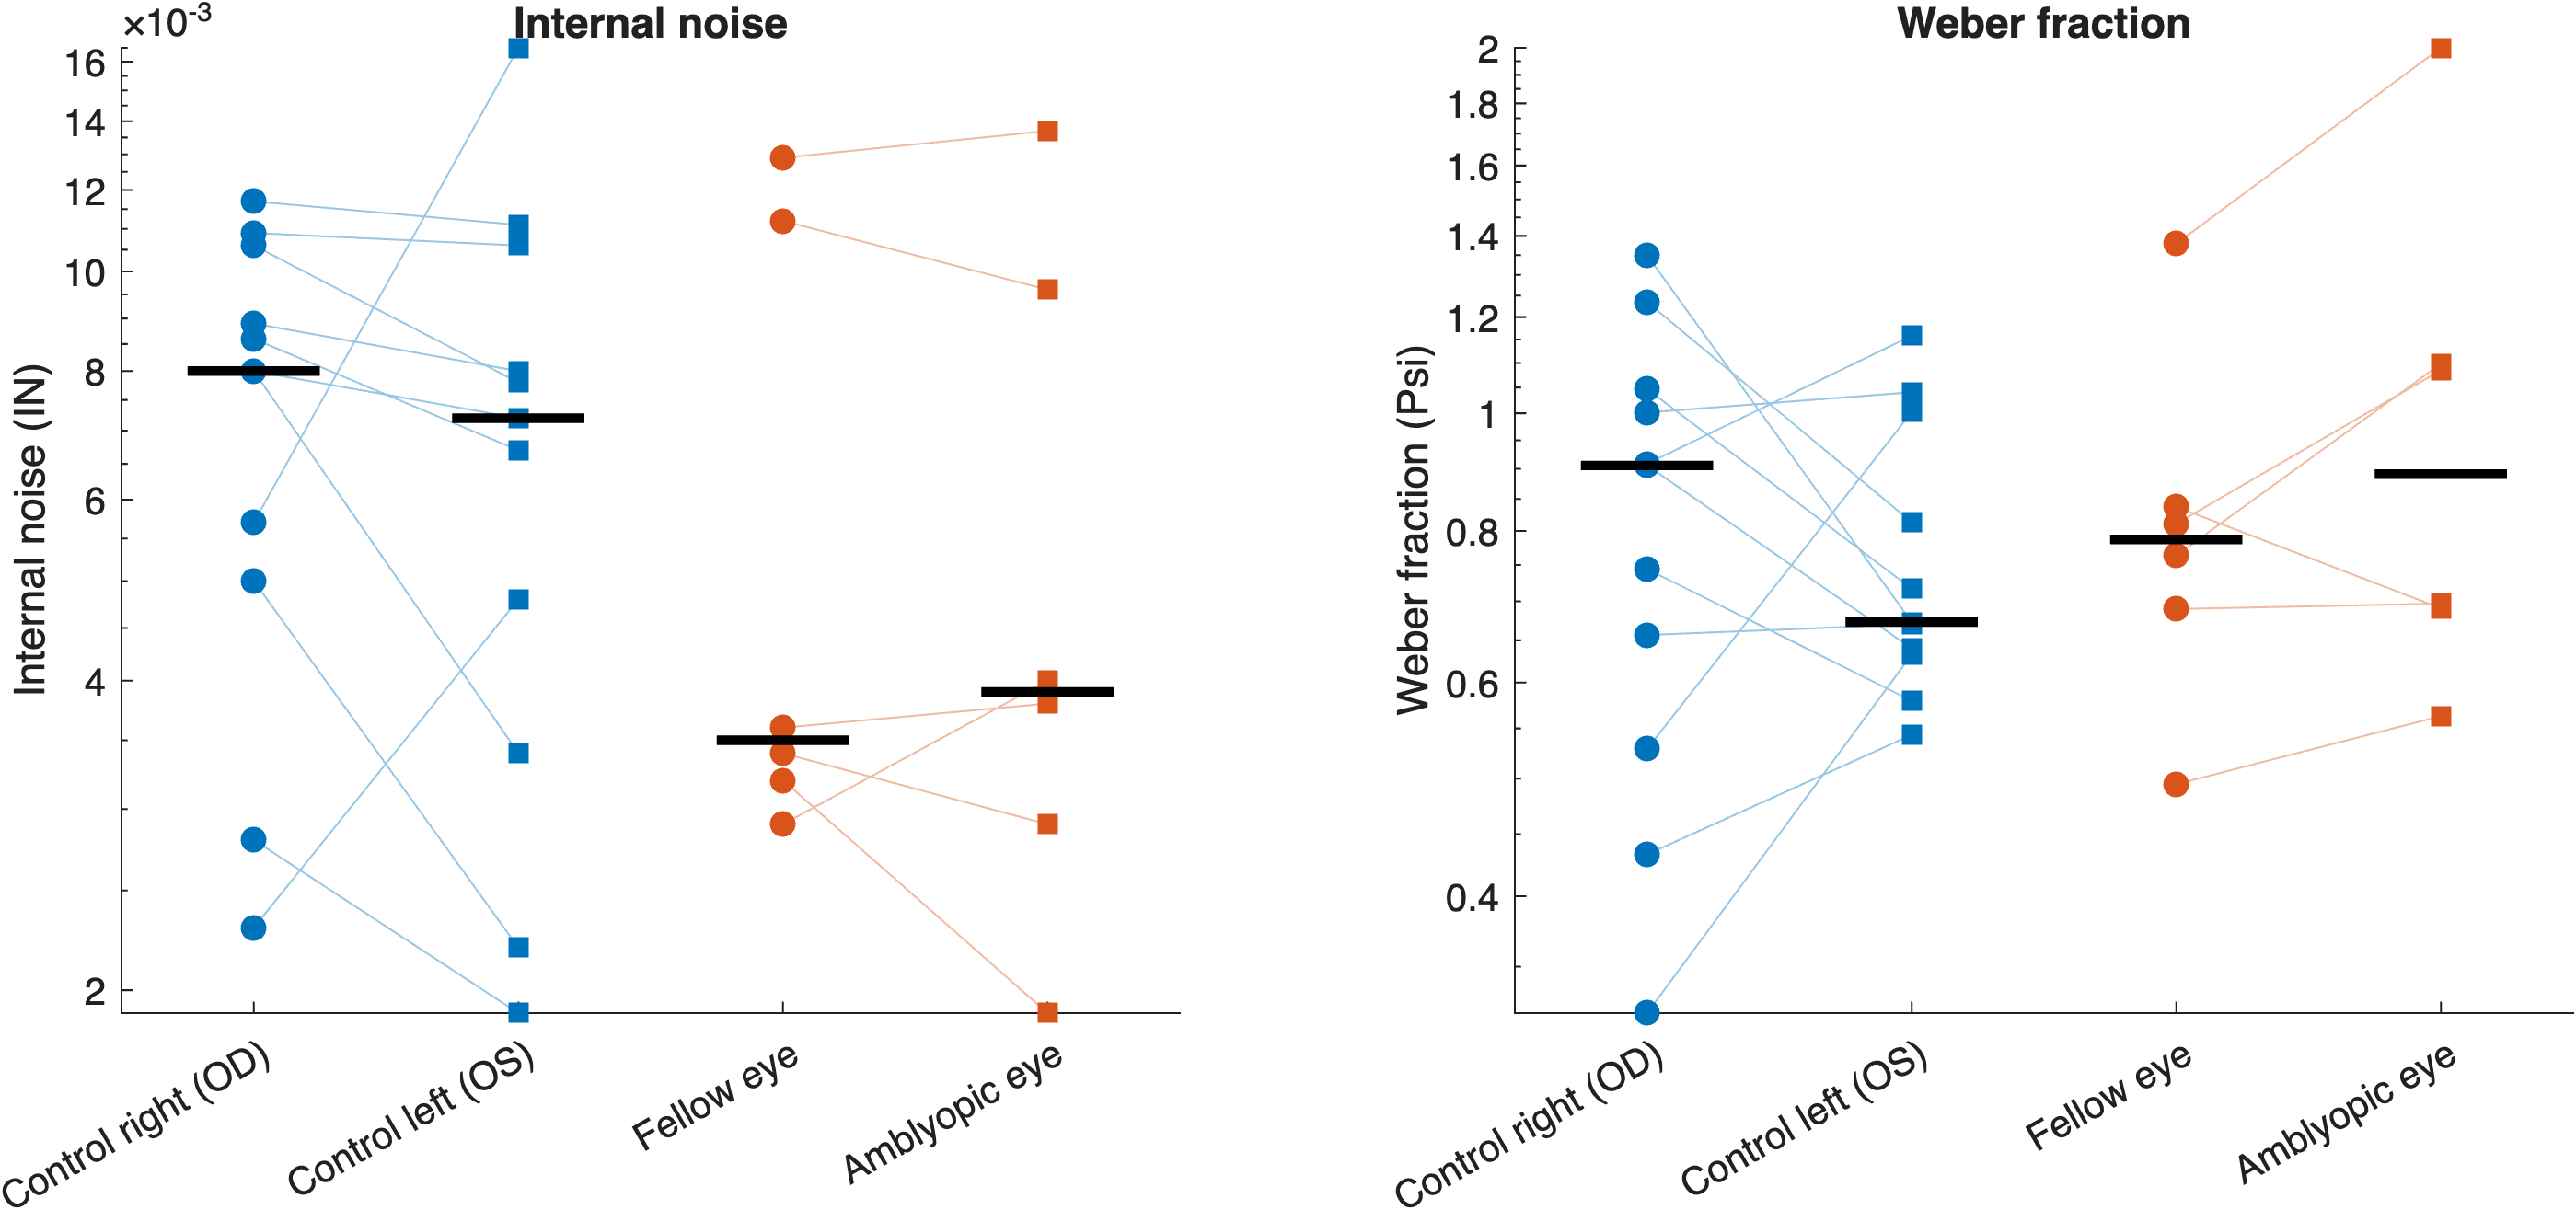 ×10-3
Internal noise
16
14
12
10
8
6
4
2
Internal noise (IN)
Control right (OD)
Control left (OS)
Fellow eye
Amblyopic eye
Weber fraction
2
1.8
1.6
1.4
1.2
1
0.8
0.6
0.4
Weber fraction (Psi)
Control right (OD)
Control left (OS)
Fellow eye
Amblyopic eye